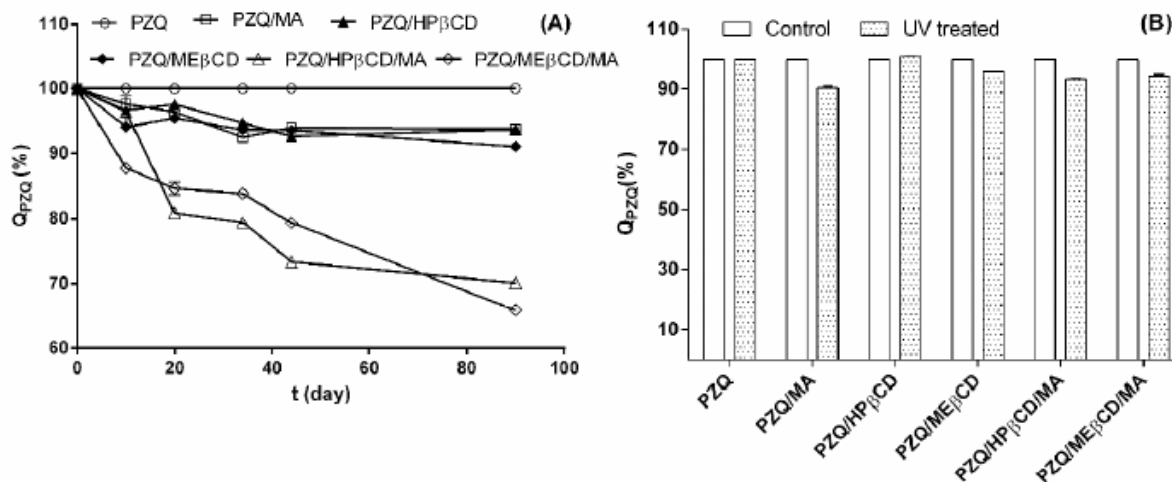 (A)
PZQ PZQ/MA PZQ/HPβCD
PZQ/MEβCD PZQ/HPβCD/MA PZQ/MEβCD/MA
110
100
90
80
70
60
Q_PZQ (%)
0 20 40 60 80 100
t (day)
(B)
Control UV treated
110
90
70
50
30
10
Q_PZQ(%)
PZQ
PZQ/MA
PZQ/HPβCD
PZQ/MEβCD
PZQ/HPβCD/MA
PZQ/MEβCD/MA